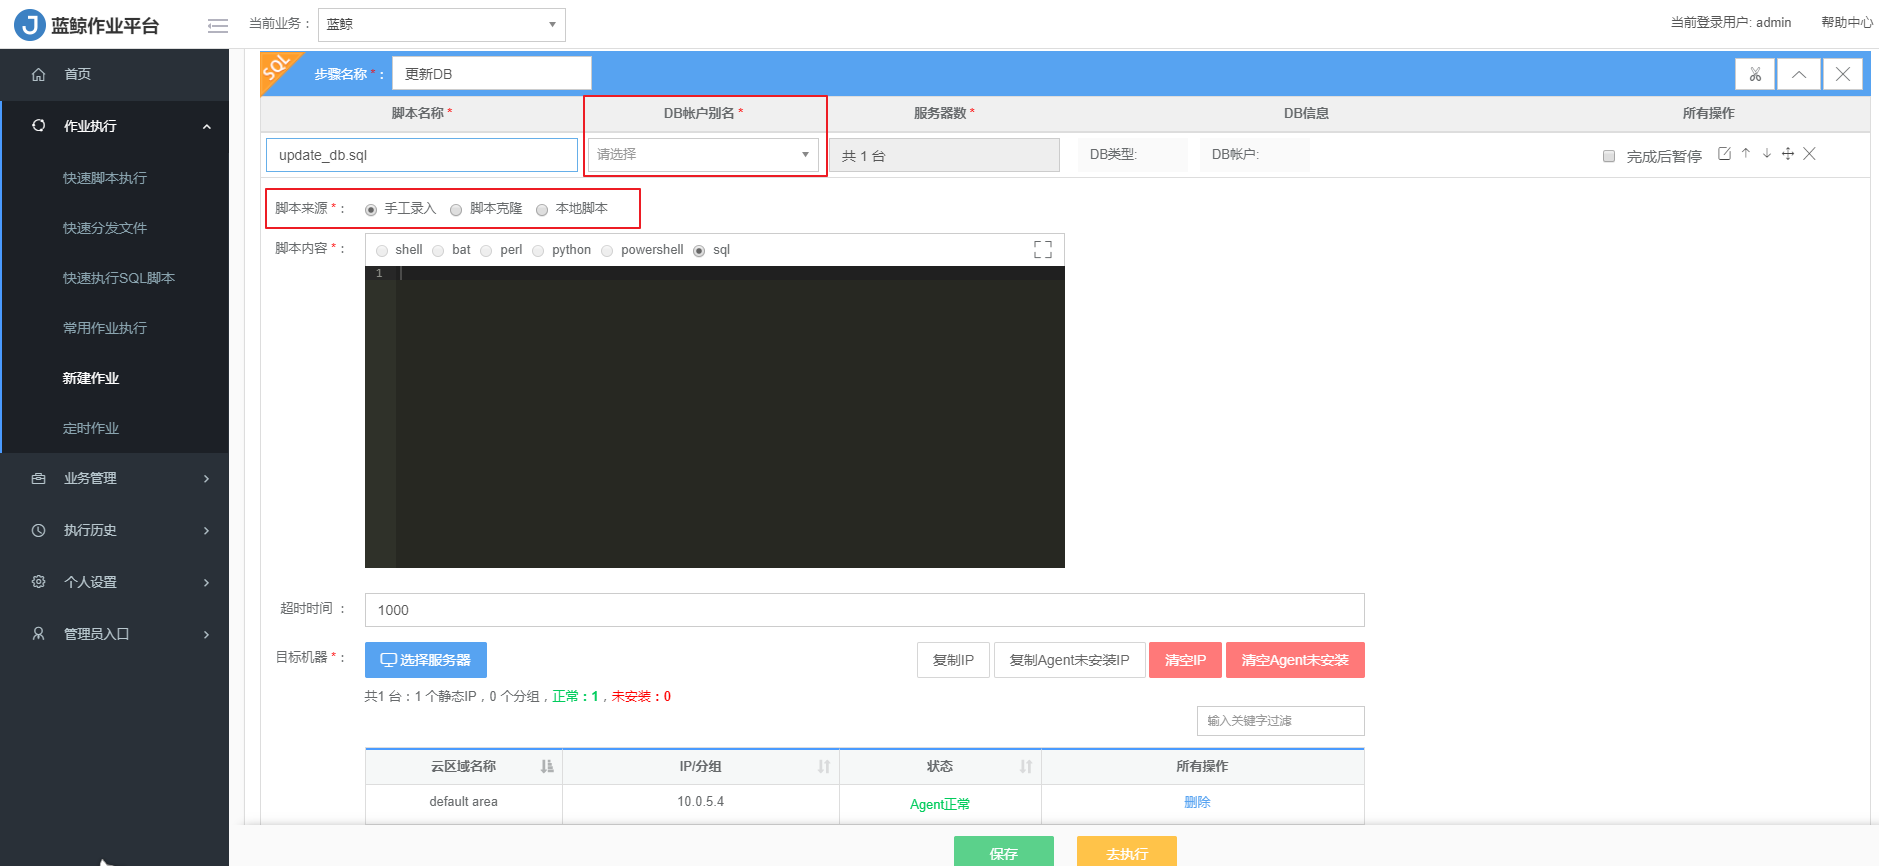 蓝鲸作业平台
当前业务：
蓝鲸
当前登录用户: admin
帮助中心
首页
作业执行
快速脚本执行
快速分发文件
快速执行SQL脚本
常用作业执行
新建作业
定时作业
业务管理
执行历史
个人设置
管理员入口
SQL
步骤名称*：
更新DB
脚本名称*
DB帐户别名*
服务器数*
DB信息
所有操作
update_db.sql
请选择
共 1 台
DB类型:
DB帐户:
完成后暂停
脚本来源*：
手工录入
脚本克隆
本地脚本
脚本内容*：
shell
bat
perl
python
powershell
sql
1
超时时间：
1000
目标机器*：
选择服务器
复制IP
复制Agent未安装IP
清空IP
清空Agent未安装
共1 台：1 个静态IP，0 个分组，正常：1，未安装：0
输入关键字过滤
云区域名称
IP/分组
状态
所有操作
default area
10.0.5.4
Agent正常
删除
保存
去执行